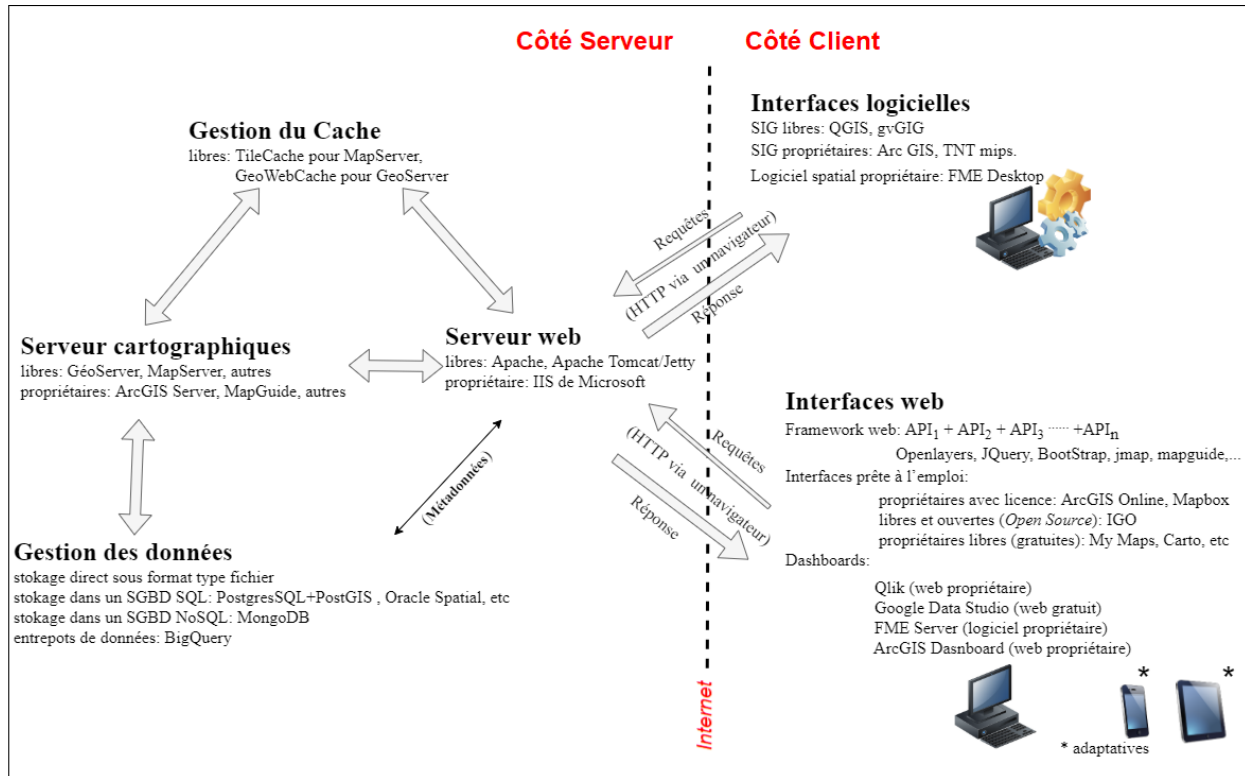 Côté Serveur
Côté Client
Gestion du Cache
libres: TileCache pour MapServer,
GeoWebCache pour GeoServer
Interfaces logicielles
SIG libres: QGIS, gvGIG
SIG propriétaires: Arc GIS, TNT mips.
Logiciel spatial propriétaire: FME Desktop
Requêtes
(HTTP via un navigateur)
Réponse
Serveur cartographiques
libres: GéoServer, MapServer, autres
propriétaires: ArcGIS Server, MapGuide, autres
Serveur web
libres: Apache, Apache Tomcat/Jetty
propriétaire: IIS de Microsoft
Requêtes
(HTTP via un navigateur)
Réponse
(Métadonnées)
Gestion des données
stokage direct sous format type fichier
stokage dans un SGBD SQL: PostgresSQL+PostGIS , Oracle Spatial, etc
stokage dans un SGBD NoSQL: MongoDB
entrepots de données: BigQuery
Interfaces web
Framework web: API₁ + API₂ + API₃ ······ +APIₙ
Openlayers, JQuery, BootStrap, jmap, mapguide,...
Interfaces prête à l’emploi:
propriétaires avec licence: ArcGIS Online, Mapbox
libres et ouvertes (Open Source): IGO
propriétaires libres (gratuites): My Maps, Carto, etc
Dashboards:
Qlik (web propriétaire)
Google Data Studio (web gratuit)
FME Server (logiciel propriétaire)
ArcGIS Dasnboard (web propriétaire)
Internet
* *
* adaptatives